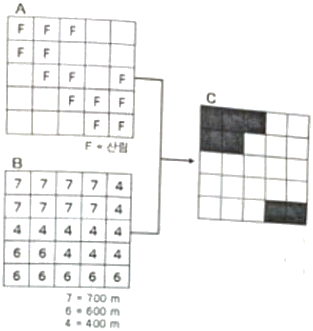 A
F F F
F F
F F F
F F F
F F
F = 산림
B
7 7 7 7 4
7 7 7 7 4
4 4 4 4 4
6 6 4 4 4
6 6 6 6 6
7 = 700 m
6 = 600 m
4 = 400 m
C